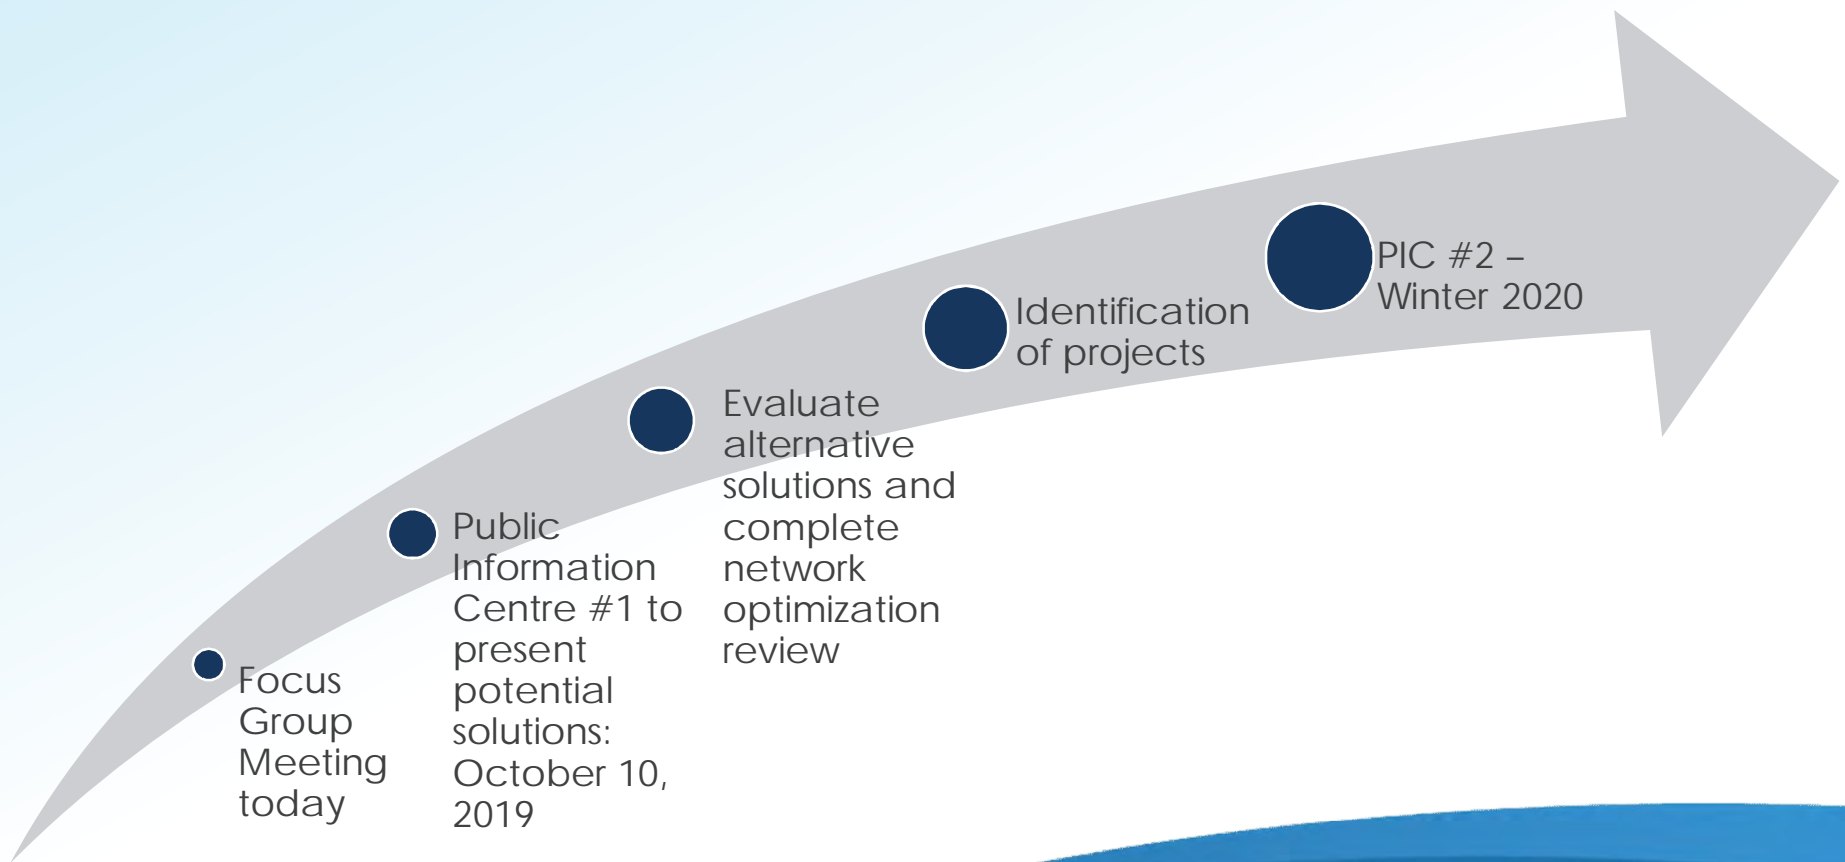 Focus
Group
Meeting
today
Public
Information
Centre #1 to
present
potential
solutions:
October 10,
2019
Evaluate
alternative
solutions and
complete
network
optimization
review
Identification
of projects
PIC #2 –
Winter 2020